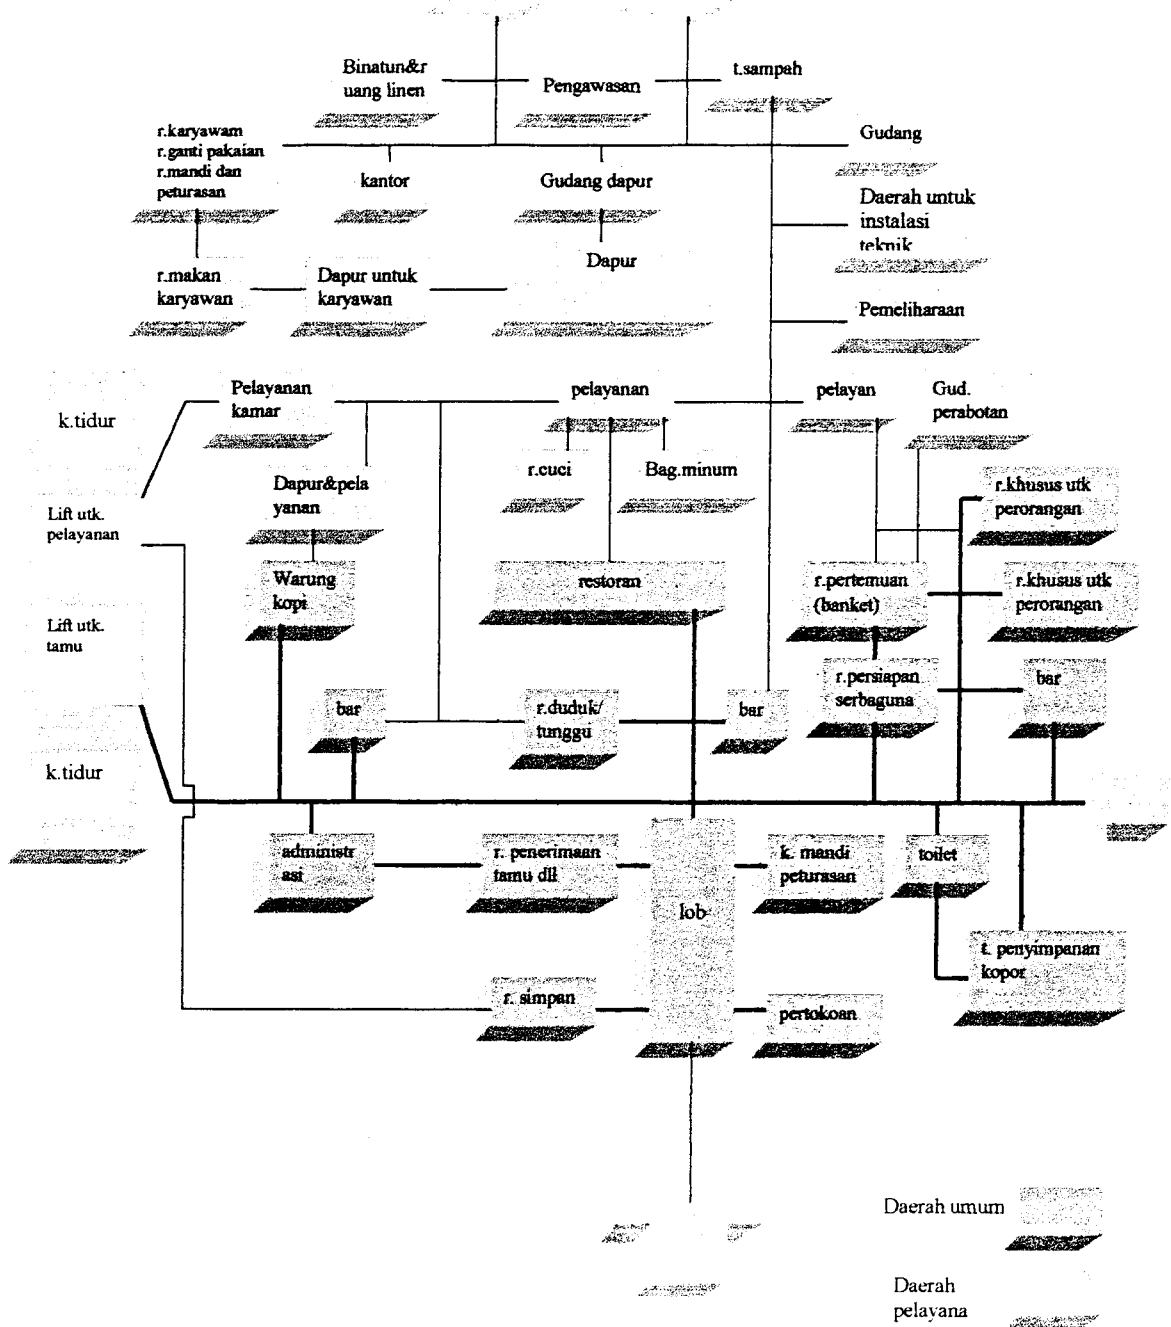 Binatun&r
uang linen
Pengawasan
t.sampah
r.karyawam
r.ganti pakaian
r.mandi dan
peturasan
kantor
Gudang dapur
Gudang
Daerah untuk
instalasi
teknik
r.makan
karyawan
Dapur untuk
karyawan
Dapur
Pemeliharaan
k.tidur
Pelayanan
kamar
pelayanan
pelayan
Gud.
perabotan
Lift utk.
pelayanan
Dapur&pela
yanan
r.cuci
Bag.minum
r.khusus utk
perorangan
Warung
kopi
restoran
r.pertemuan
(banket)
r.khusus utk
perorangan
Lift utk.
tamu
bar
r.duduk/
tunggu
bar
r.persiapan
serbaguna
bar
k.tidur
administr
asi
r. penerimaan
tamu dll
lob
k. mandi
peturasan
toilet
t. penyimpanan
kopor
r. simpan
pertokoan
Daerah umum
Daerah
pelayana